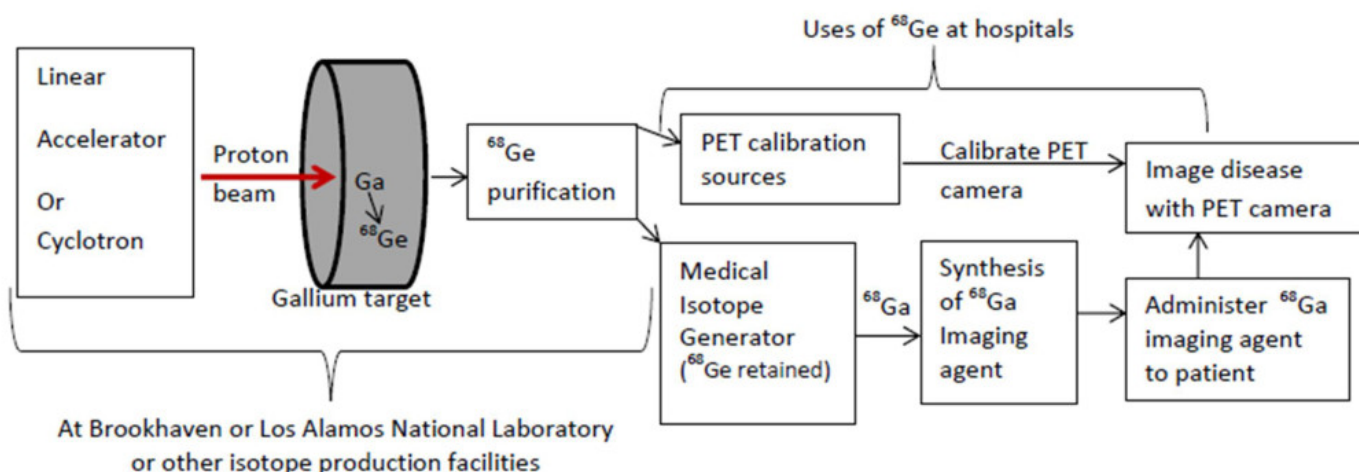 Uses of ⁶⁸Ge at hospitals
Linear
Accelerator
Or
Cyclotron
Proton
beam
Ga
⁶⁸Ge
Gallium target
⁶⁸Ge
purification
PET calibration
sources
Calibrate PET
camera
Image disease
with PET camera
Medical
Isotope
Generator
(⁶⁸Ge retained)
⁶⁸Ga
Synthesis
of ⁶⁸Ga
Imaging
agent
Administer ⁶⁸Ga
imaging agent
to patient
At Brookhaven or Los Alamos National Laboratory
or other isotope production facilities